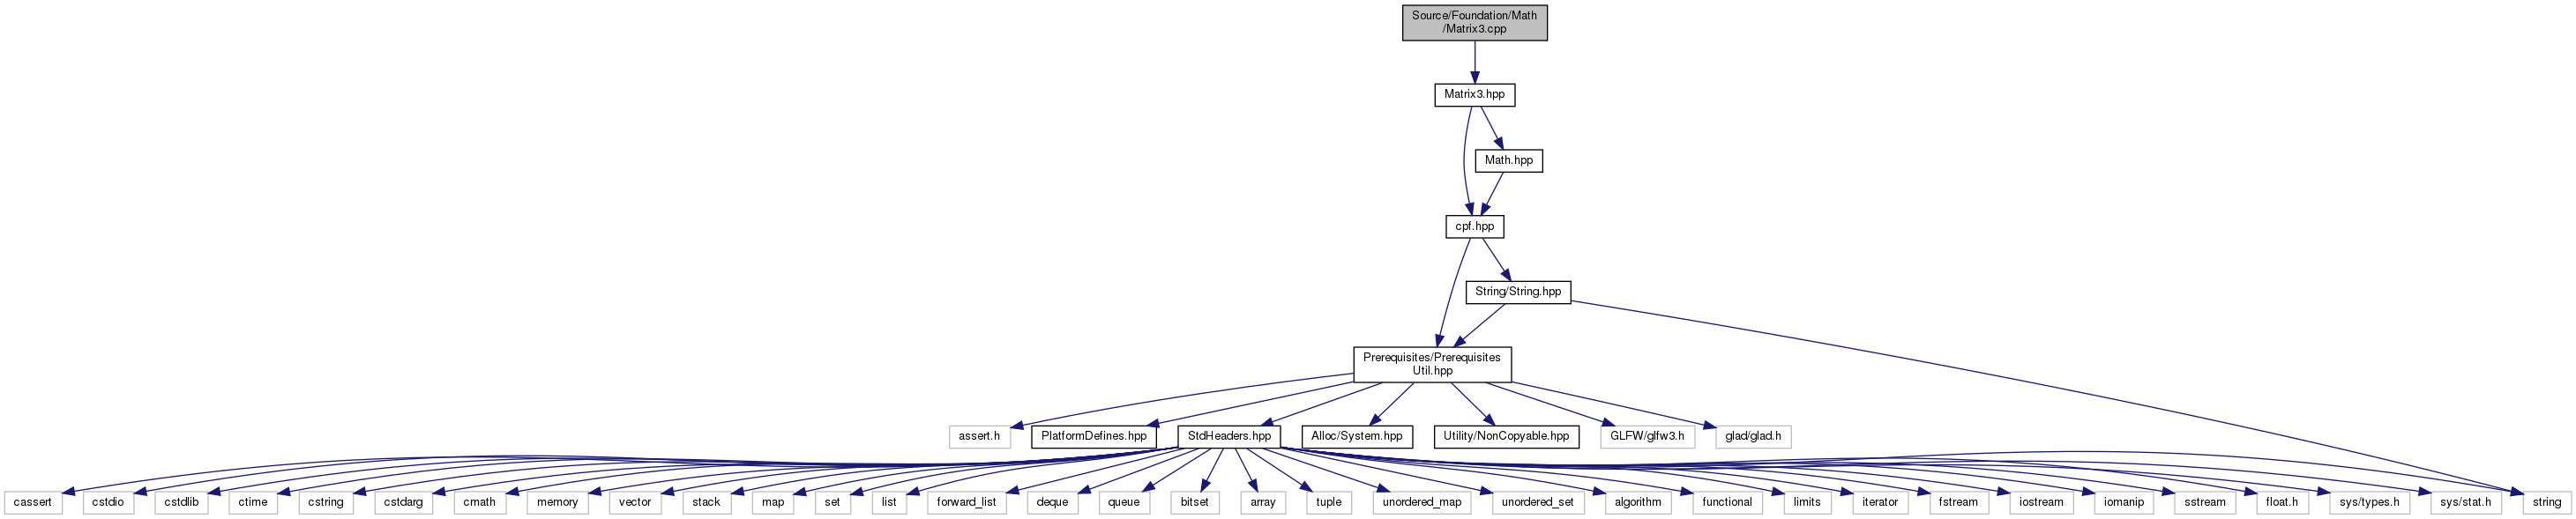 Source/Foundation/Math
/Matrix3.cpp
Matrix3.hpp
Math.hpp
cpf.hpp
String/String.hpp
Prerequisites/Prerequisites
Util.hpp
assert.h
PlatformDefines.hpp
StdHeaders.hpp
Alloc/System.hpp
Utility/NonCopyable.hpp
GLFW/glfw3.h
glad/glad.h
cassert
cstdio
cstdlib
ctime
cstring
cstdarg
cmath
memory
vector
stack
map
set
list
forward_list
deque
queue
bitset
array
tuple
unordered_map
unordered_set
algorithm
functional
limits
iterator
fstream
iostream
iomanip
sstream
float.h
sys/types.h
sys/stat.h
string